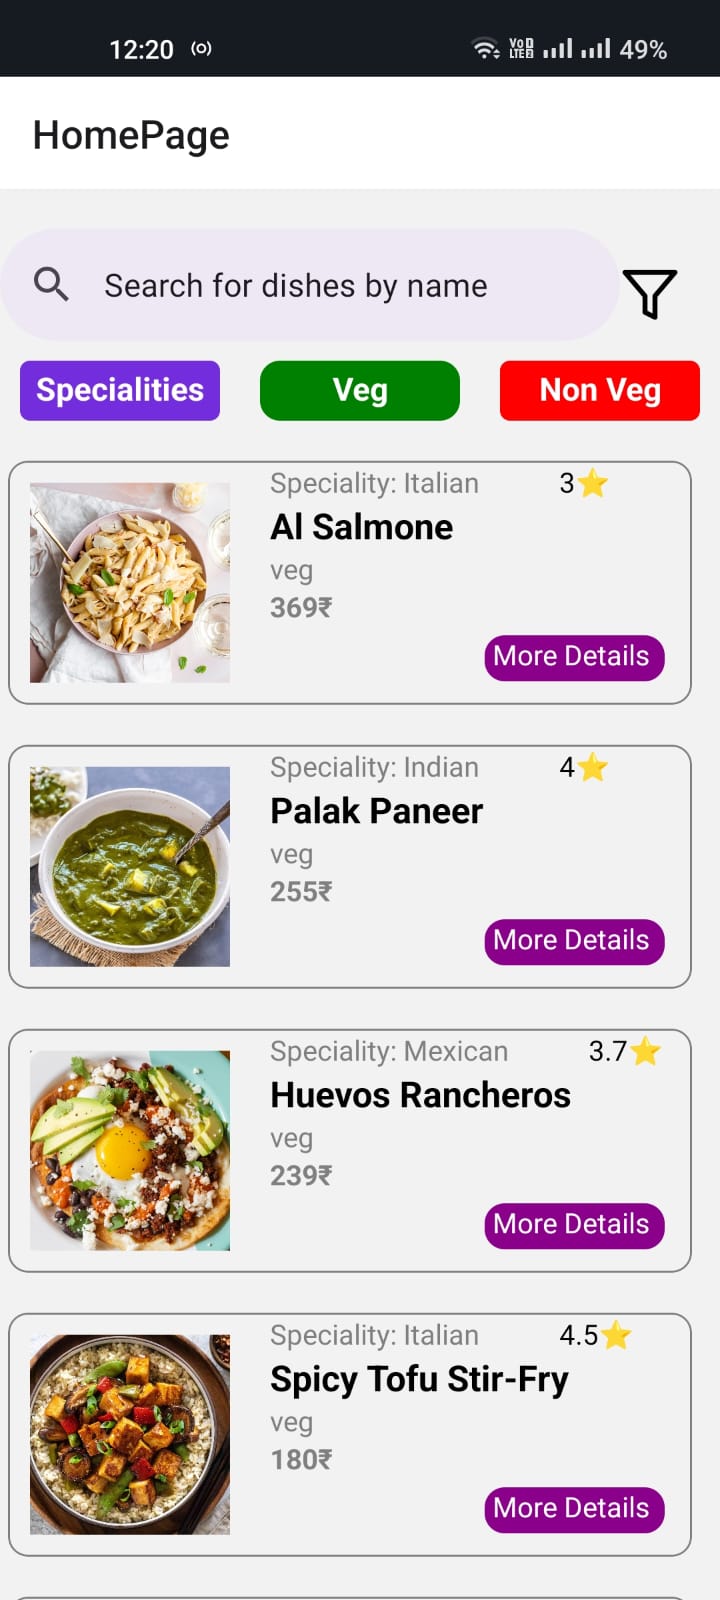 12:20 49%
VoD
LTE2
HomePage
Search for dishes by name
Specialities Veg Non Veg
Speciality: Italian 3⭐
Al Salmone
veg
369₹
More Details
Speciality: Indian 4⭐
Palak Paneer
veg
255₹
More Details
Speciality: Mexican 3.7⭐
Huevos Rancheros
veg
239₹
More Details
Speciality: Italian 4.5⭐
Spicy Tofu Stir-Fry
veg
180₹
More Details